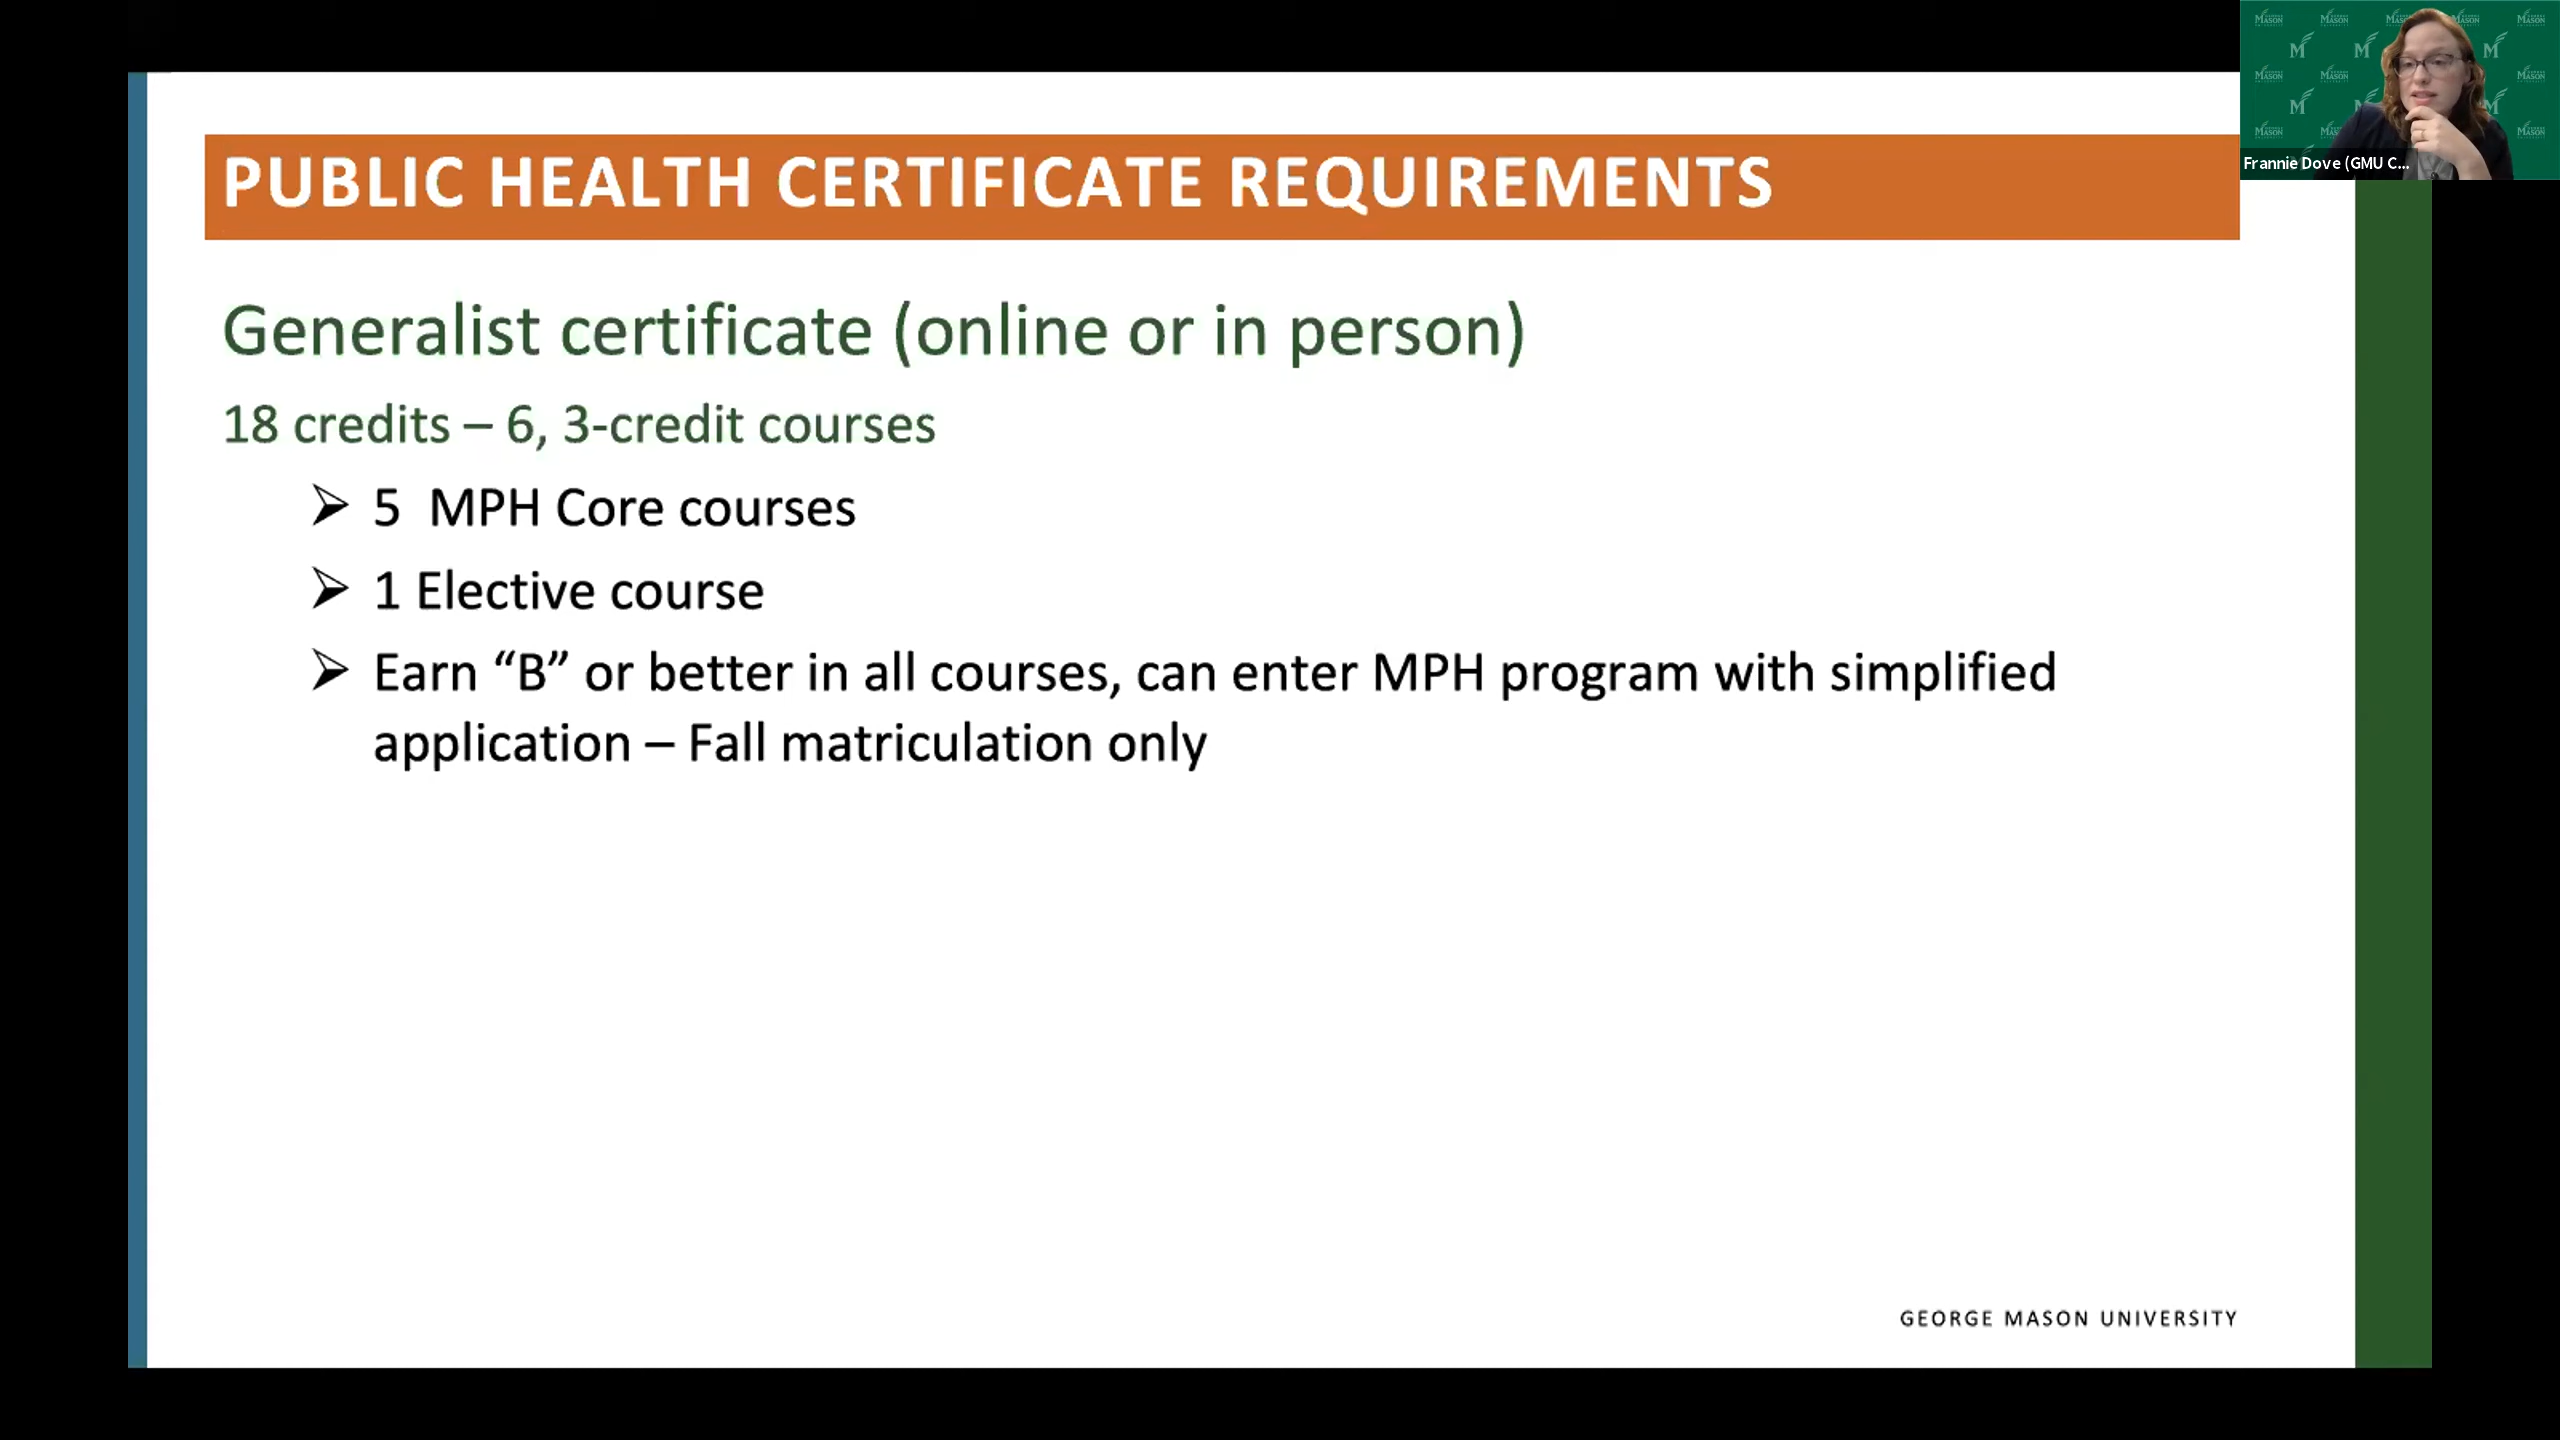 PUBLIC HEALTH CERTIFICATE REQUIREMENTS
Frannie Dove (GMU C...
Generalist certificate (online or in person)
18 credits – 6, 3-credit courses
➢ 5 MPH Core courses
➢ 1 Elective course
➢ Earn “B” or better in all courses, can enter MPH program with simplified
application – Fall matriculation only
GEORGE MASON UNIVERSITY